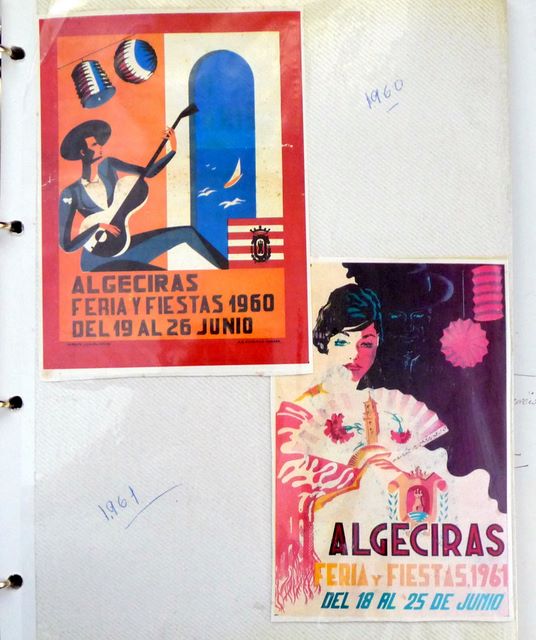 1960
ALGECIRAS
FERIA Y FIESTAS 1960
DEL 19 AL 26 JUNIO
1961
ALGECIRAS
FERIA Y FIESTAS, 1961
DEL 18 AL 25 DE JUNIO